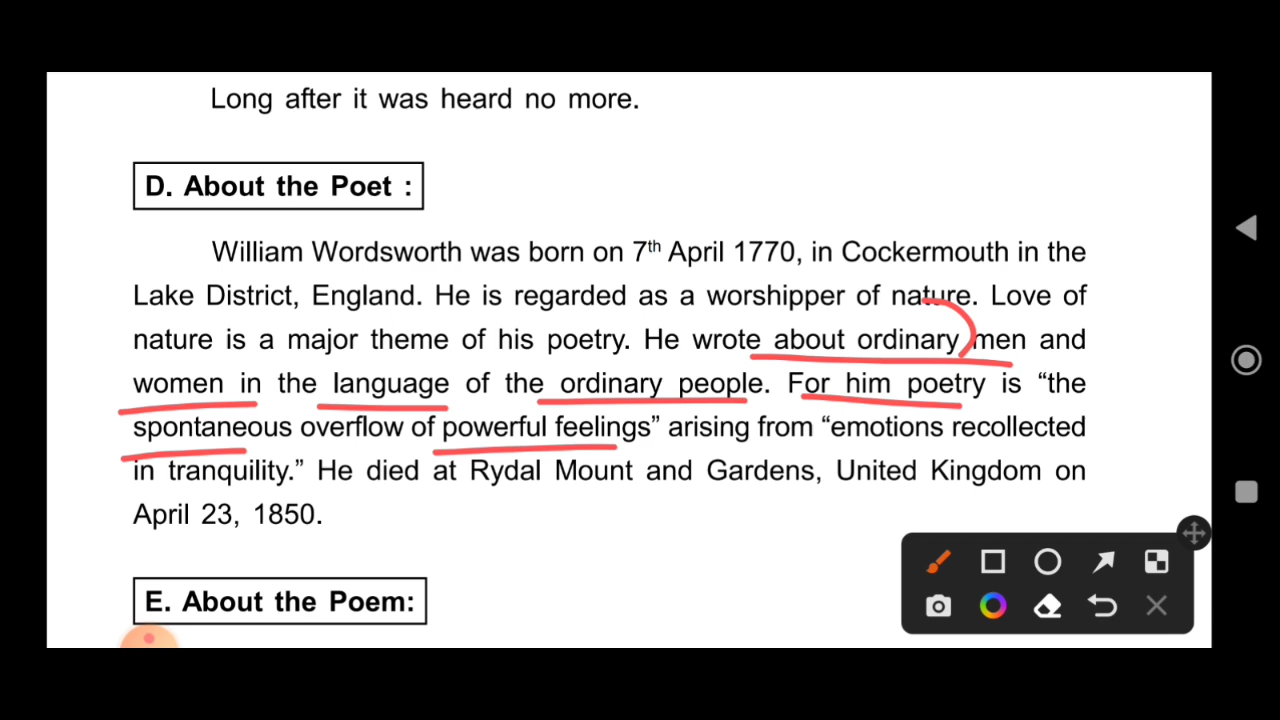 Long after it was heard no more.
D. About the Poet :
William Wordsworth was born on 7th April 1770, in Cockermouth in the
Lake District, England. He is regarded as a worshipper of nature. Love of
nature is a major theme of his poetry. He wrote about ordinary men and
women in the language of the ordinary people. For him poetry is “the
spontaneous overflow of powerful feelings” arising from “emotions recollected
in tranquility.” He died at Rydal Mount and Gardens, United Kingdom on
April 23, 1850.
E. About the Poem: